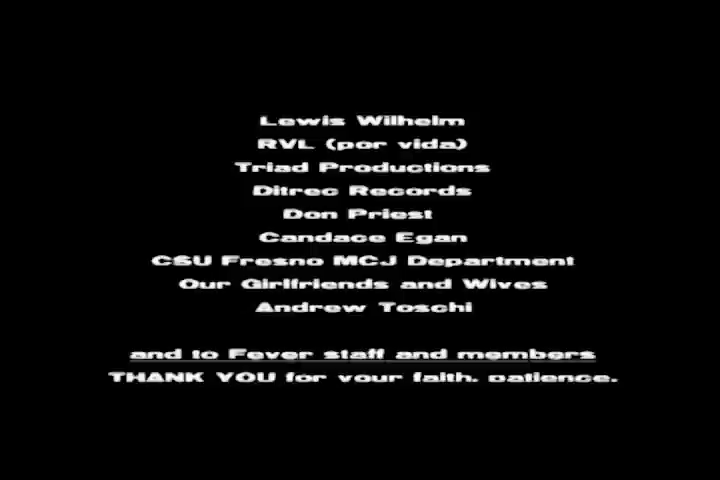 Lewis Wilhelm
RVL (por vida)
Triad Productions
Ditrec Records
Don Priest
Candace Egan
CSU Fresno MCJ Department
Our Girlfriends and Wives
Andrew Toschi
and to Fever staff and members
THANK YOU for your faith, patience,